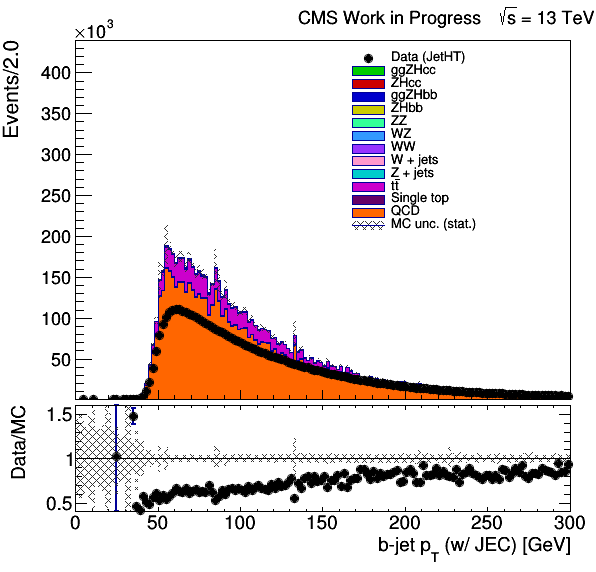 CMS Work in Progress √s = 13 TeV
×10³
Events/2.0
400
350
300
250
200
150
100
50
Data (JetHT)
ggZHcc
ZHcc
ggZHbb
ZHbb
ZZ
WZ
WW
W + jets
Z + jets
tt̄
Single top
QCD
MC unc. (stat.)
Data/MC
1.5
1
0.5
0 50 100 150 200 250 300
b-jet p_T (w/ JEC) [GeV]